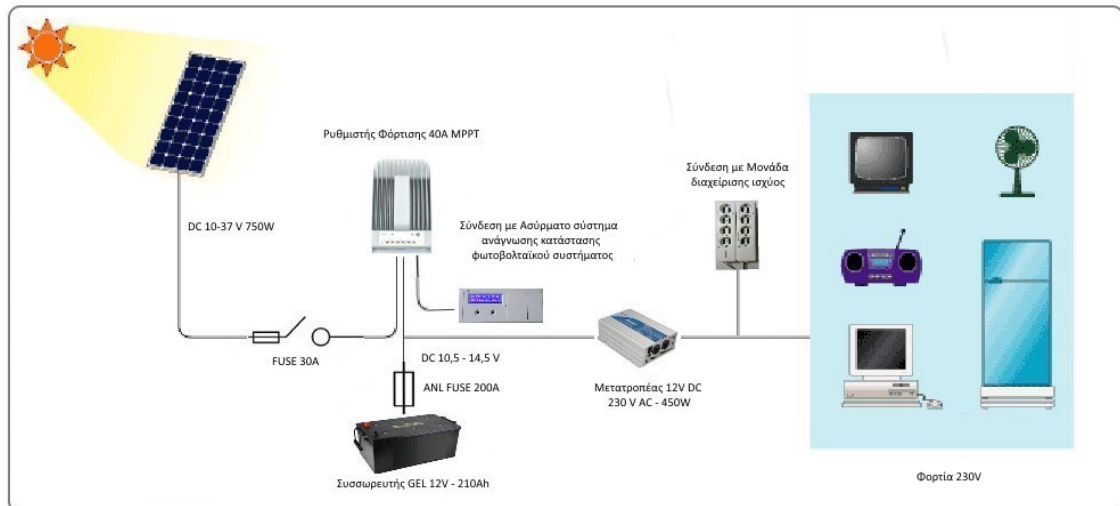 Ρυθμιστής Φόρτισης 40A MPPT
Σύνδεση με Μονάδα
διαχείρισης ισχύος
DC 10-37 V 750W
Σύνδεση με Ασύρματο σύστημα
ανάγνωσης κατάστασης
φωτοβολταϊκού συστήματος
FUSE 30A
DC 10,5 - 14,5 V
ANL FUSE 200A
Μετατροπέας 12V DC
230 V AC - 450W
Συσσωρευτής GEL 12V - 210Ah
Φορτία 230V